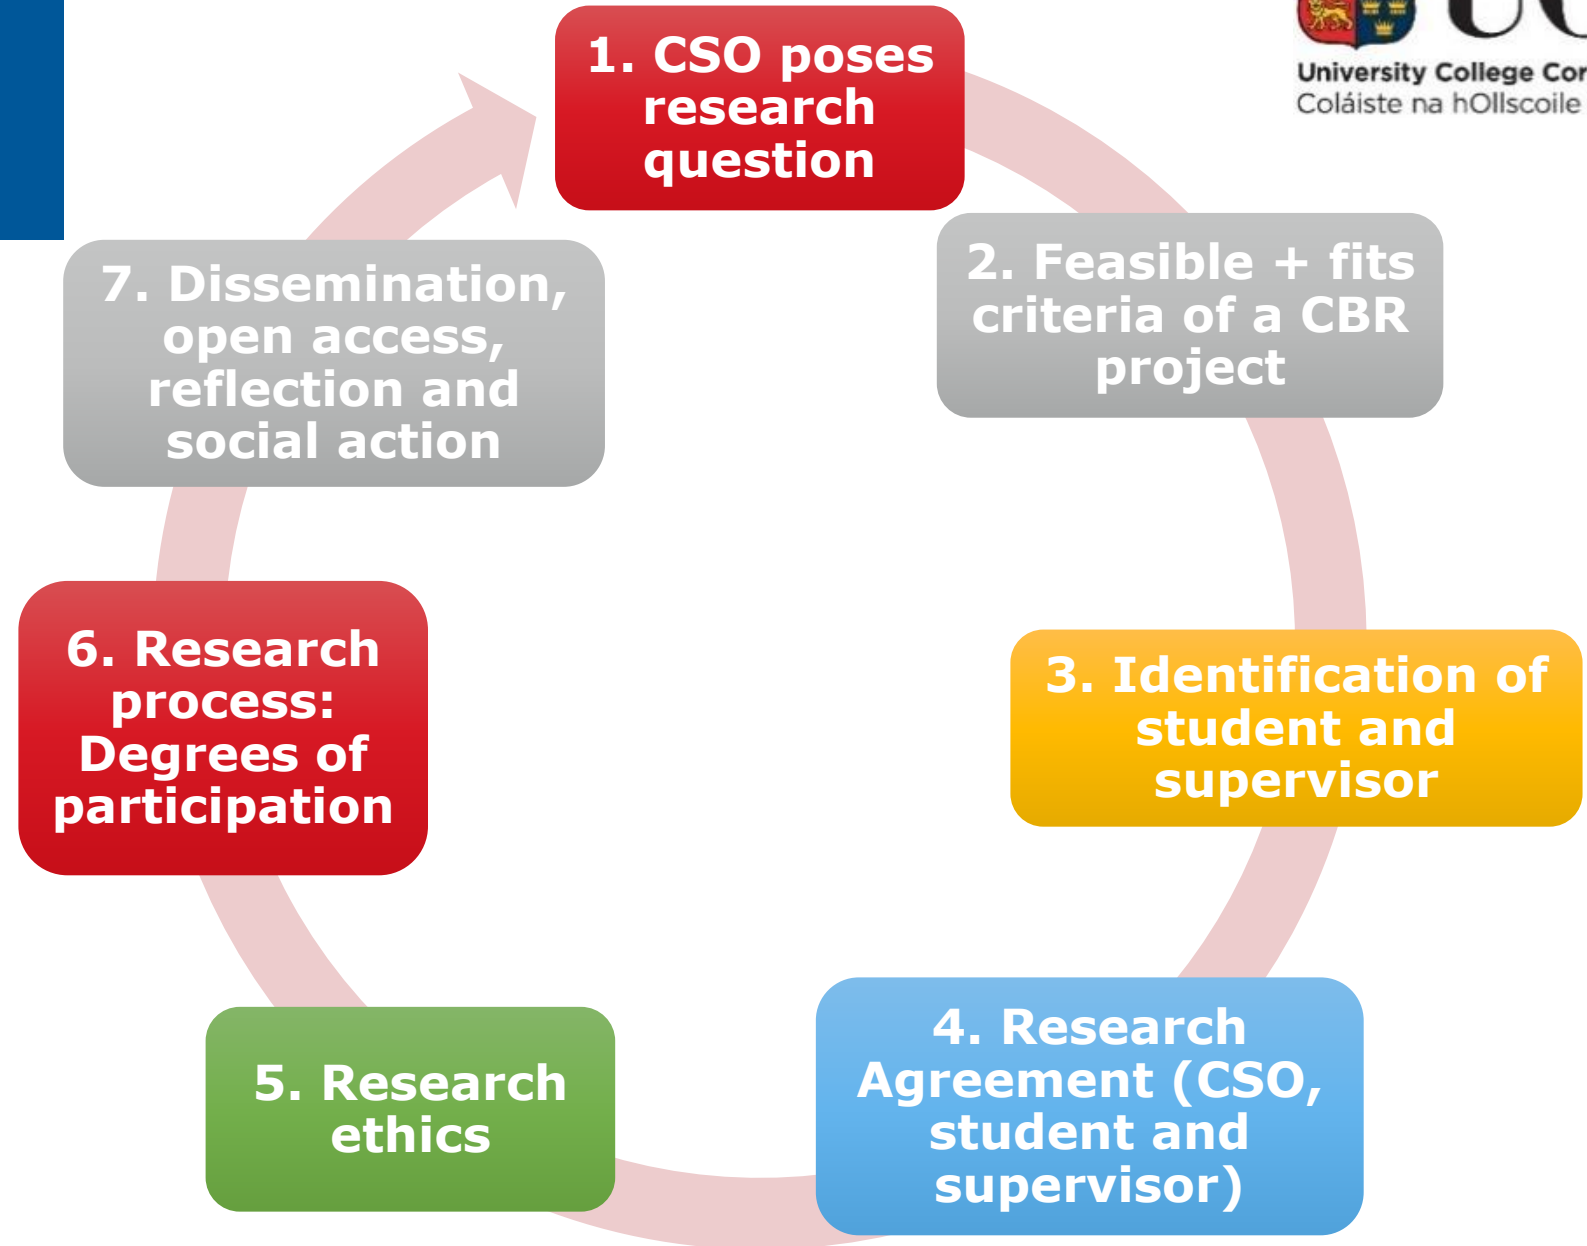 1. CSO poses
research
question
University College Cor
Coláiste na hOllscoile
2. Feasible + fits
criteria of a CBR
project
7. Dissemination,
open access,
reflection and
social action
3. Identification of
student and
supervisor
6. Research
process:
Degrees of
participation
4. Research
Agreement (CSO,
student and
supervisor)
5. Research
ethics